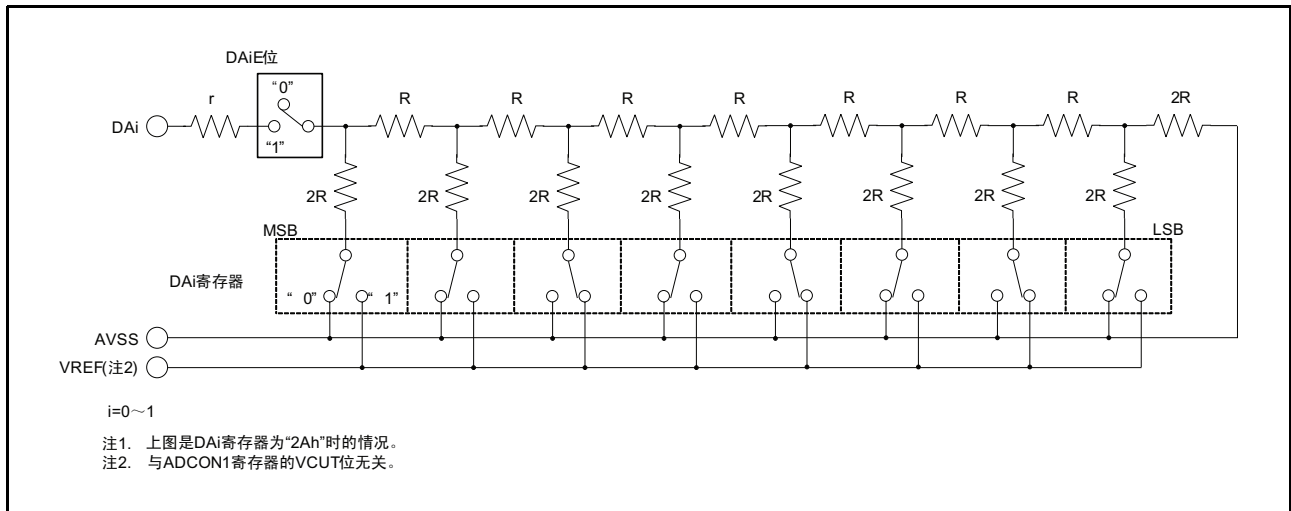 DAiE位
“0”
r
R R R R R R R 2R
DAi
“1”
2R 2R 2R 2R 2R 2R 2R 2R
MSB
LSB
DAi寄存器
“ 0” “ 1”
AVSS
VREF(注2)
i=0～1
注1. 上图是DAi寄存器为“2Ah”时的情况。
注2. 与ADCON1寄存器的VCUT位无关。